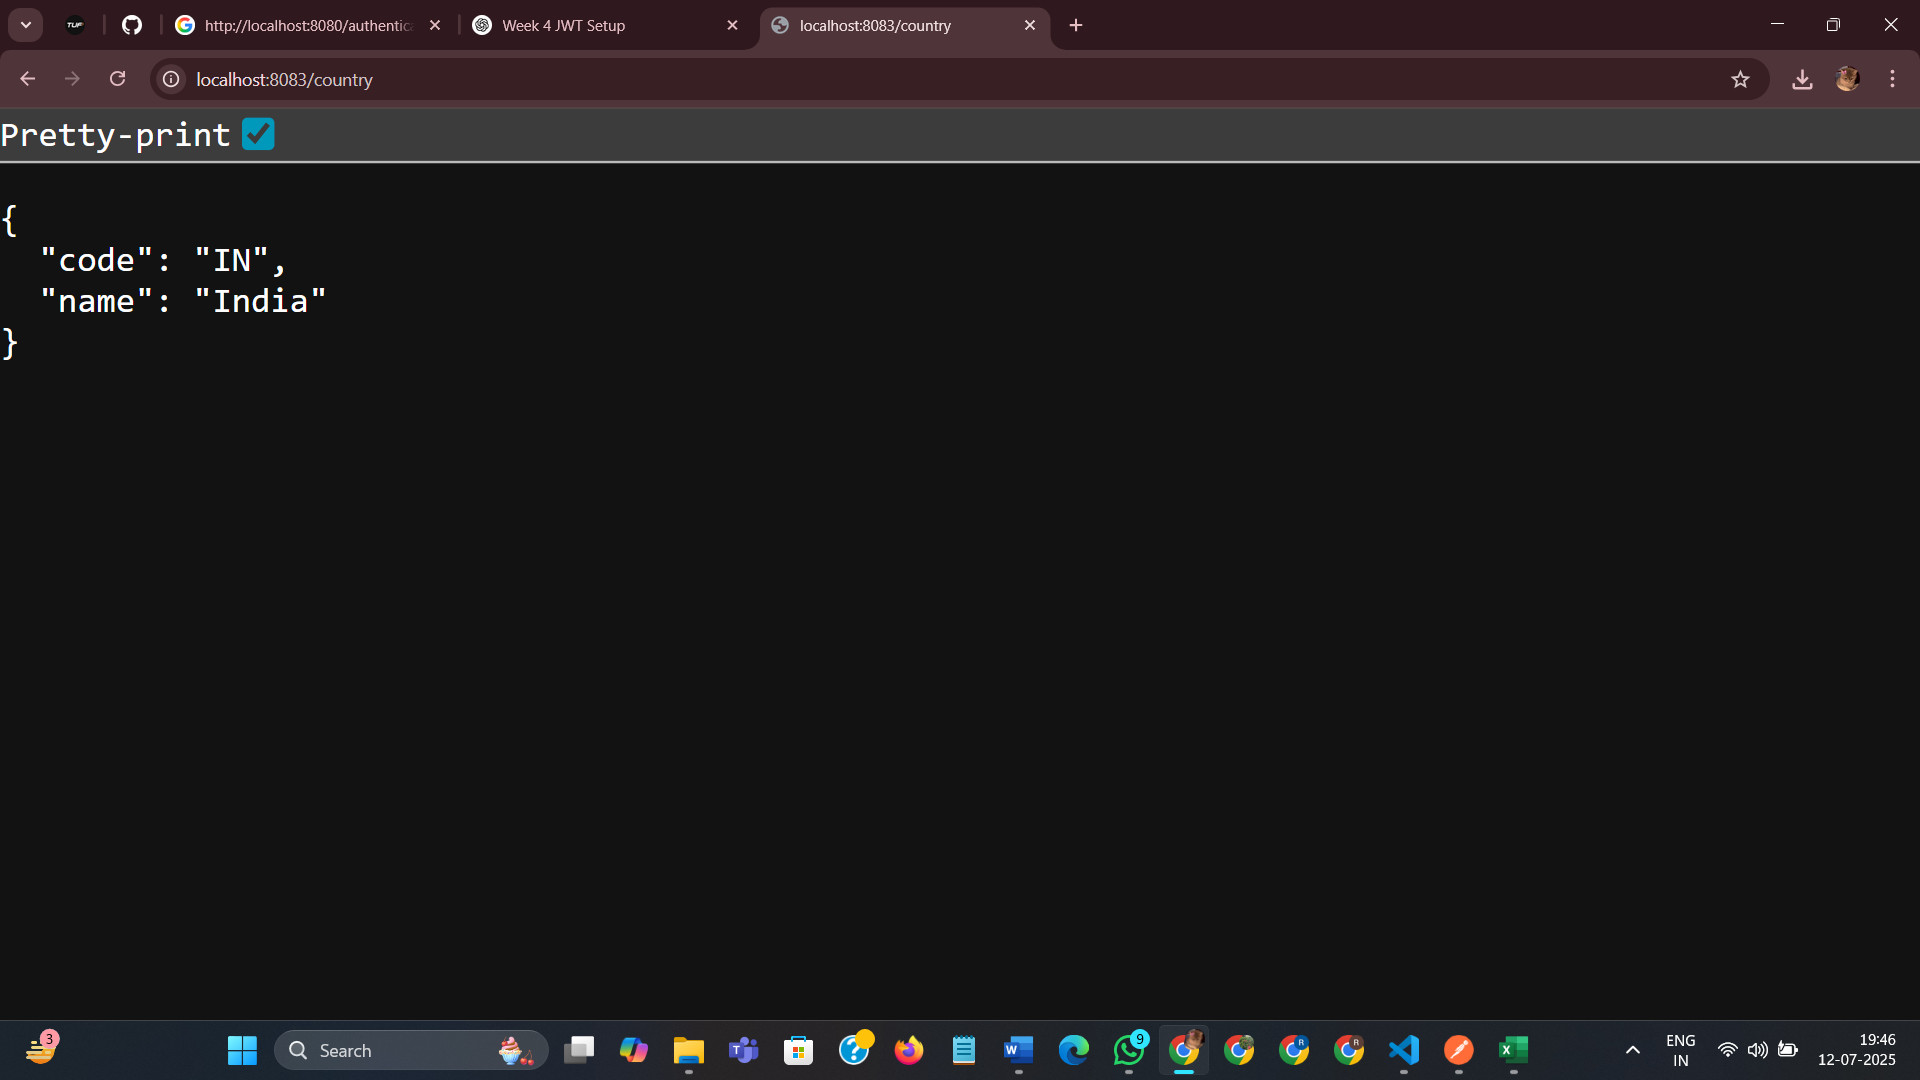 http://localhost:8080/authentic
Week 4 JWT Setup
localhost:8083/country
localhost:8083/country
Pretty-print
{
"code": "IN",
"name": "India"
}
3
Search
9
ENG
IN
19:46
12-07-2025